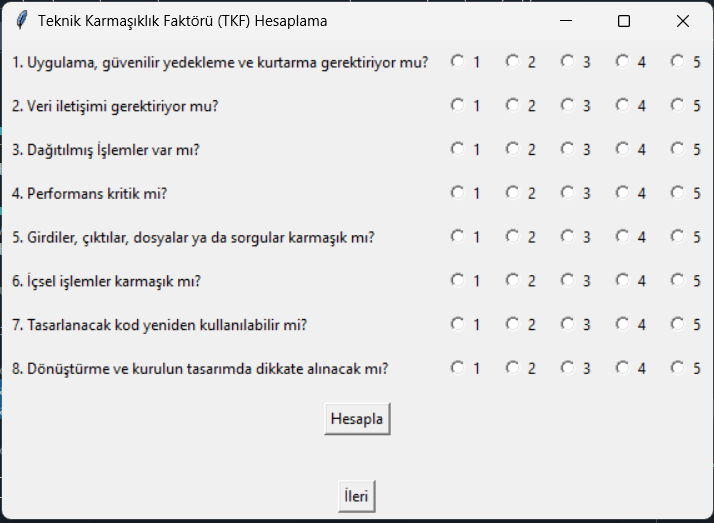 Teknik Karmaşıklık Faktörü (TKF) Hesaplama
1. Uygulama, güvenilir yedekleme ve kurtarma gerektiriyor mu? 1 2 3 4 5
2. Veri iletişimi gerektiriyor mu? 1 2 3 4 5
3. Dağıtılmış İşlemler var mı? 1 2 3 4 5
4. Performans kritik mi? 1 2 3 4 5
5. Girdiler, çıktılar, dosyalar ya da sorgular karmaşık mı? 1 2 3 4 5
6. İçsel işlemler karmaşık mı? 1 2 3 4 5
7. Tasarlanacak kod yeniden kullanılabilir mi? 1 2 3 4 5
8. Dönüştürme ve kurulun tasarımda dikkate alınacak mı? 1 2 3 4 5
Hesapla
İleri